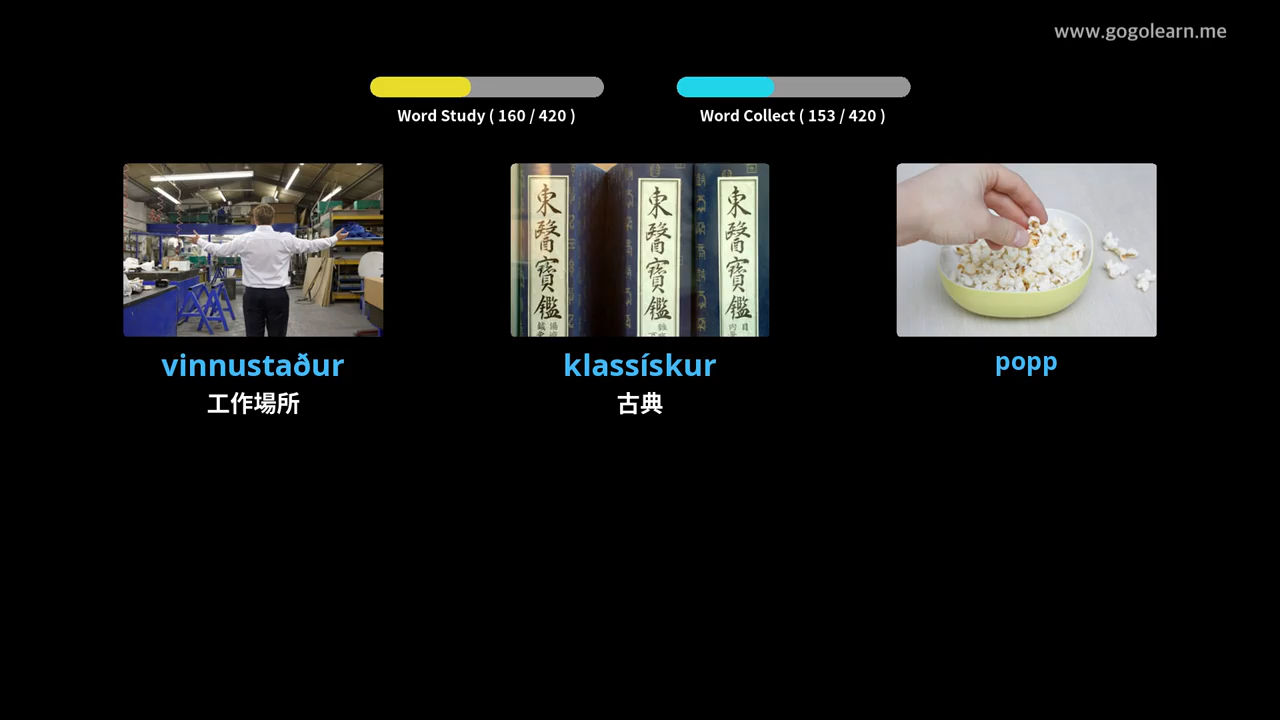 www.gogolearn.me
Word Study ( 160 / 420 )
Word Collect ( 153 / 420 )
東醫寶鑑
東醫寶鑑
東醫寶鑑
vinnustaður
klassískur
popp
工作場所
古典